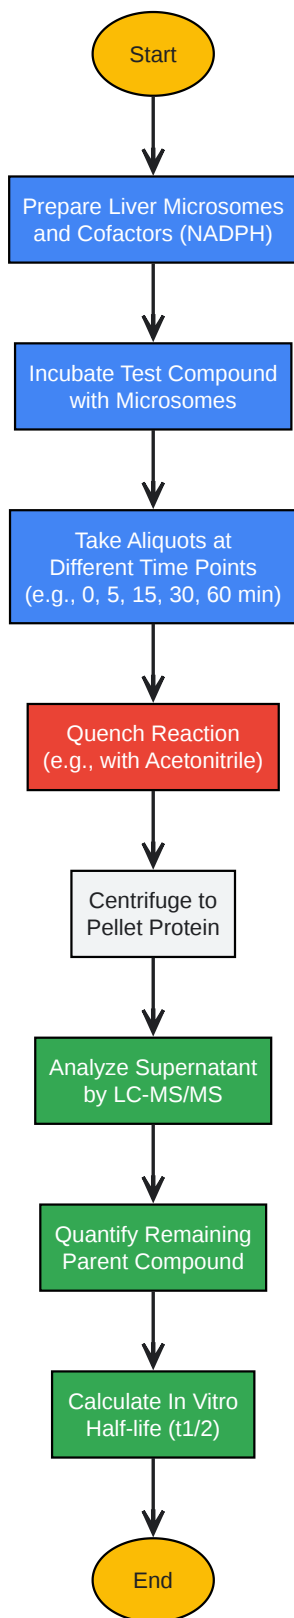 Start
Prepare Liver Microsomes
and Cofactors (NADPH)
Incubate Test Compound
with Microsomes
Take Aliquots at
Different Time Points
(e.g., 0, 5, 15, 30, 60 min)
Quench Reaction
(e.g., with Acetonitrile)
Centrifuge to
Pellet Protein
Analyze Supernatant
by LC-MS/MS
Quantify Remaining
Parent Compound
Calculate In Vitro
Half-life (t1/2)
End